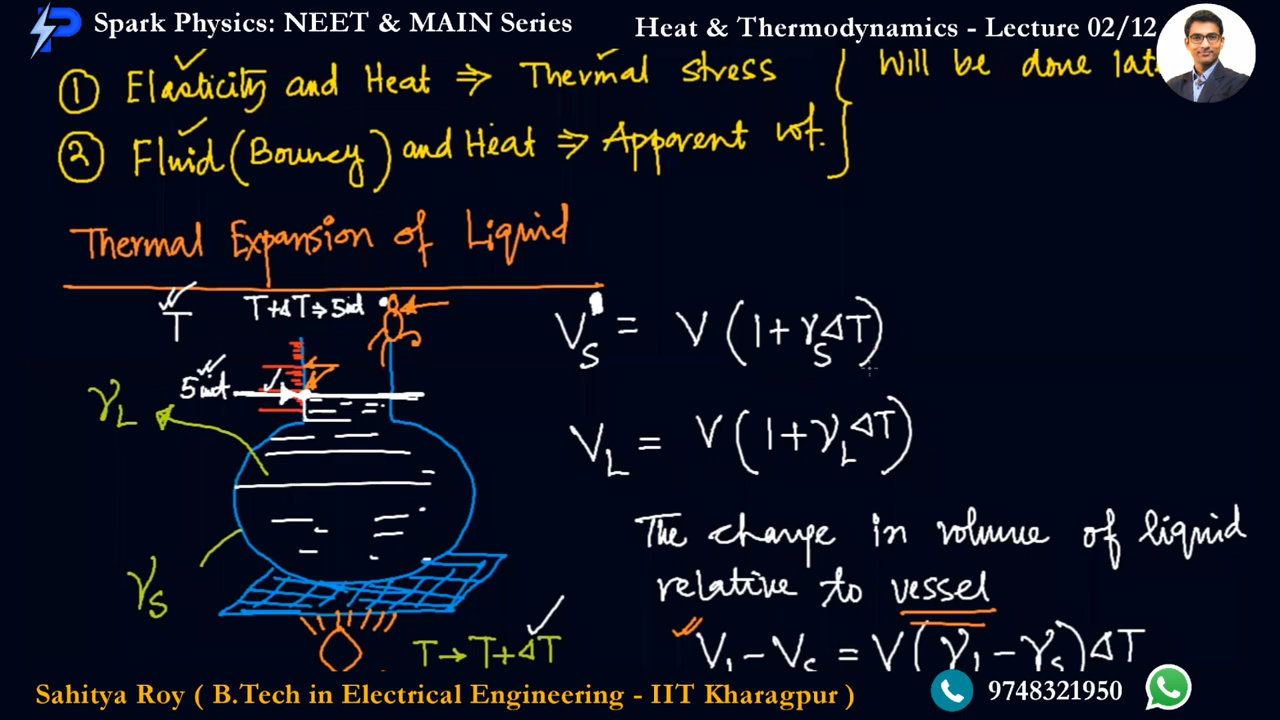 Spark Physics: NEET & MAIN Series
Heat & Thermodynamics - Lecture 02/12
① Elasticity and Heat ⇒ Thermal stress
Will be done
② Fluid (Bouncy) and Heat ⇒ Apparent wt.
Thermal Expansion of Liquid
T
T+ΔT⇒5
5
γL
γS
T→T+ΔT
VS = V(1+γSΔT)
VL = V(1+γLΔT)
The change in volume of liquid
relative to vessel
VL-VS = V(γL-γS)ΔT
Sahitya Roy ( B.Tech in Electrical Engineering - IIT Kharagpur )
9748321950